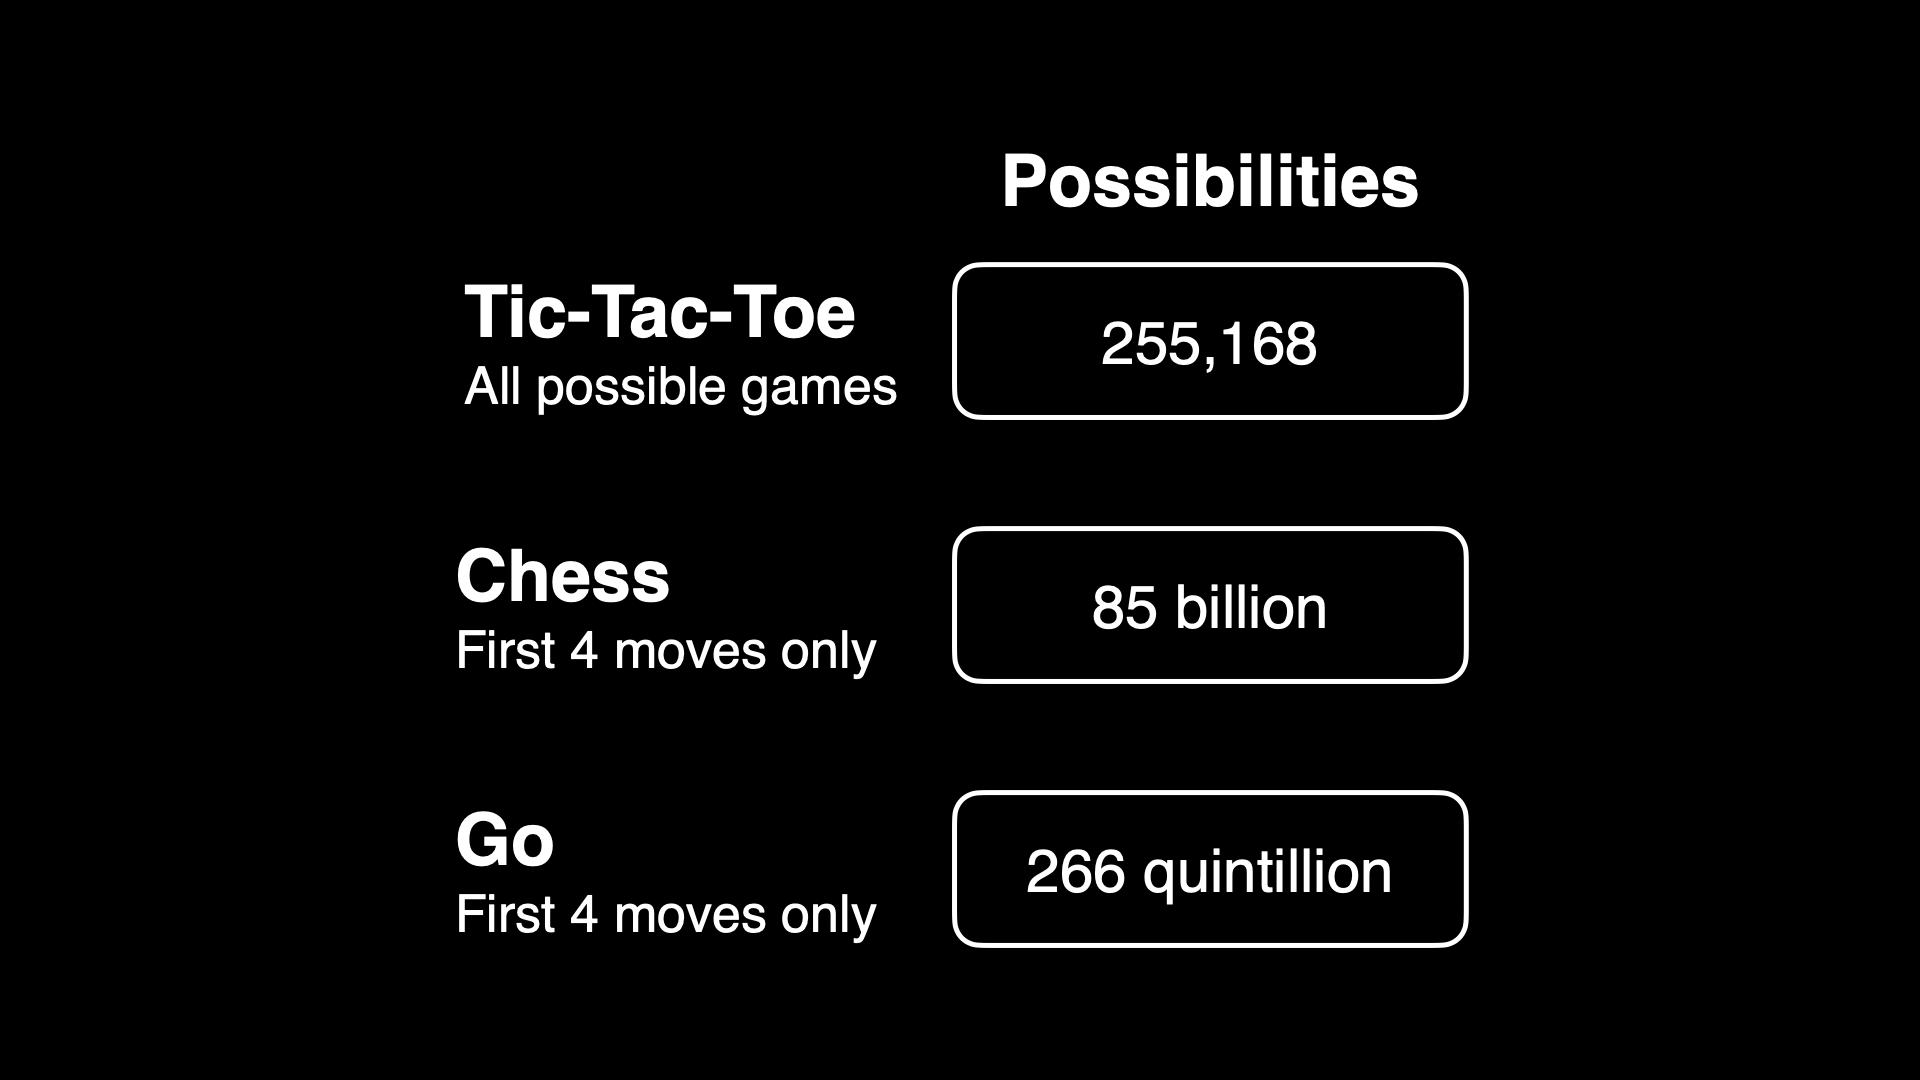 Possibilities
Tic-Tac-Toe
All possible games
255,168
Chess
First 4 moves only
85 billion
Go
First 4 moves only
266 quintillion